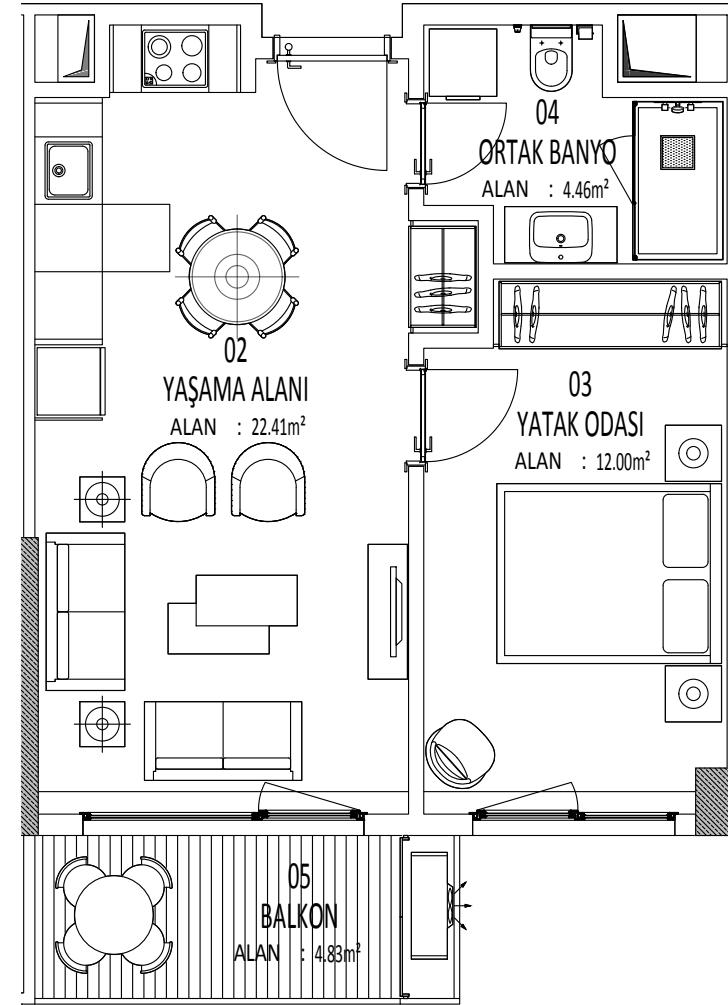 04
ORTAK BANYO
ALAN : 4.46m²
02
YAŞAMA ALANI
ALAN : 22.41m²
03
YATAK ODASI
ALAN : 12.00m²
05
BALKON
ALAN : 4.83m²